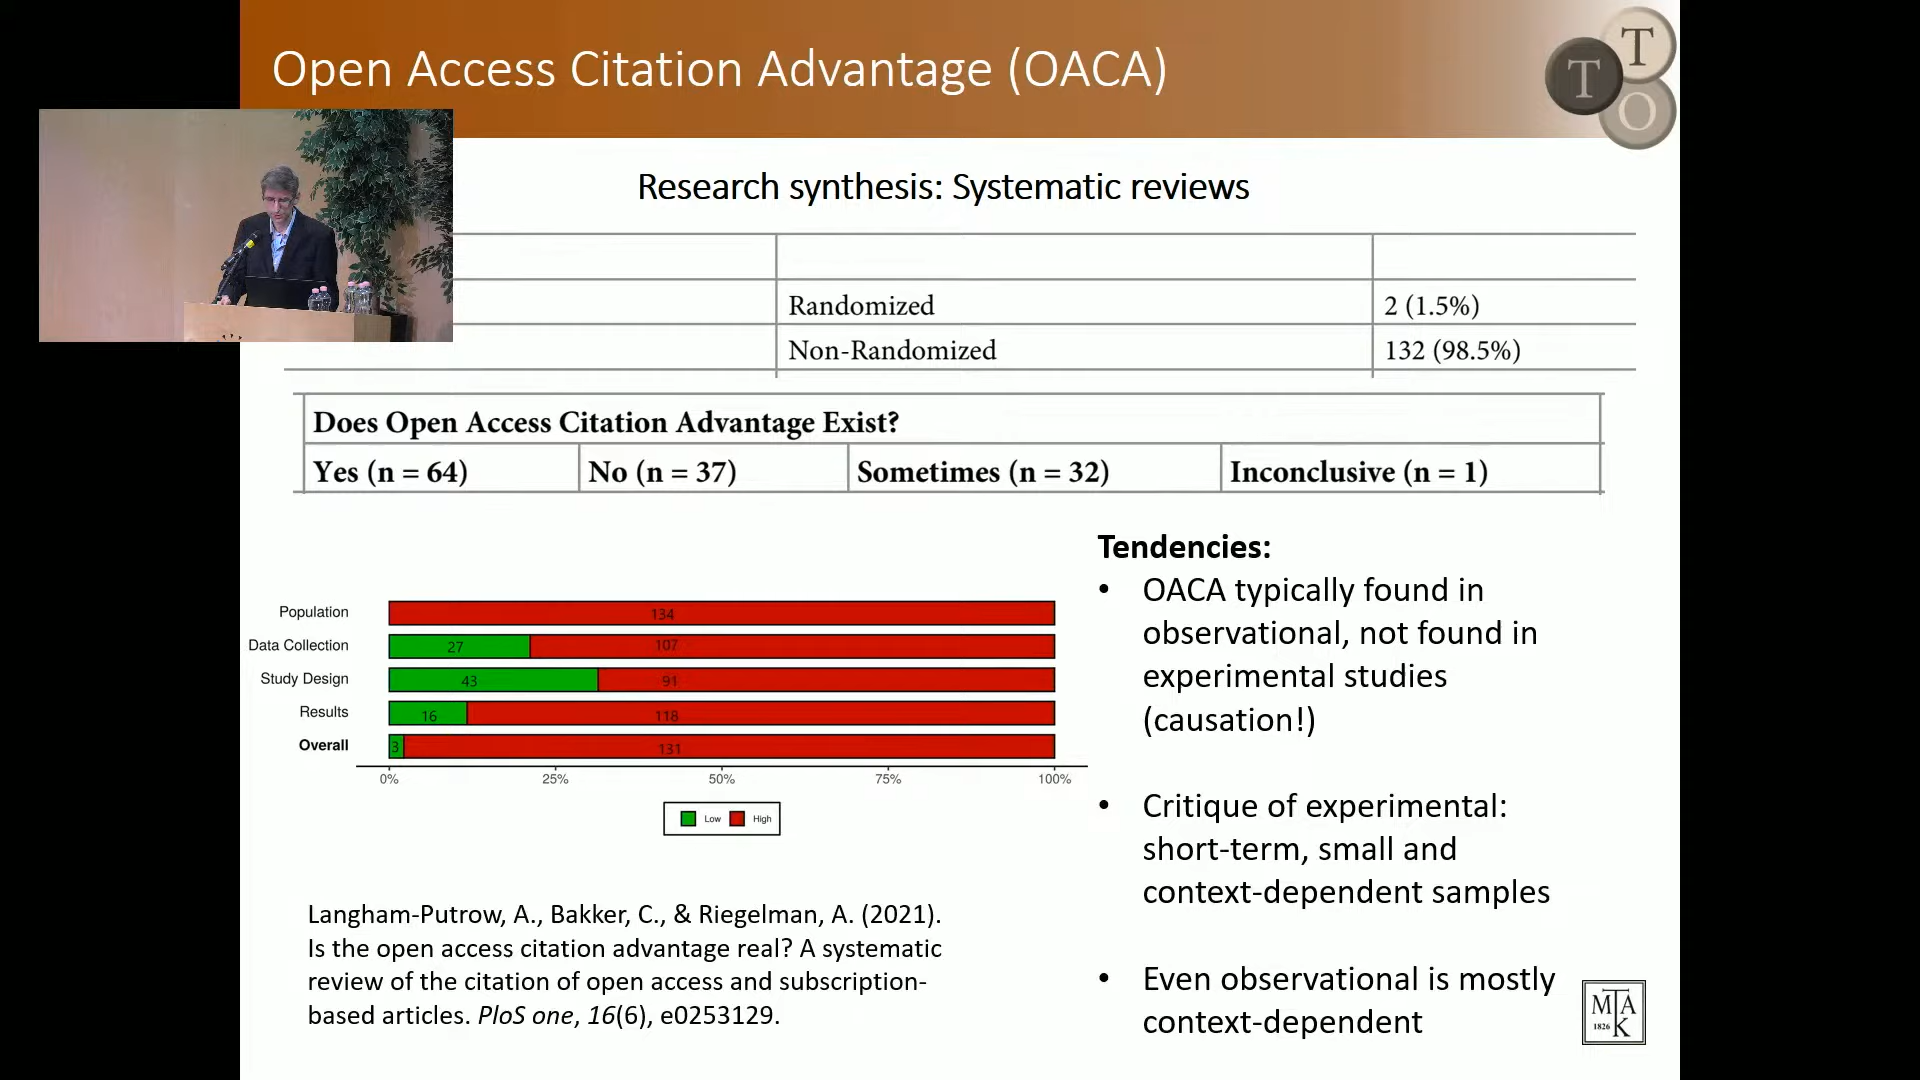 Open Access Citation Advantage (OACA)
T
T
O
Research synthesis: Systematic reviews
Randomized
2 (1.5%)
Non-Randomized
132 (98.5%)
Does Open Access Citation Advantage Exist?
Yes (n = 64)
No (n = 37)
Sometimes (n = 32)
Inconclusive (n = 1)
Population
134
Data Collection
27
107
Study Design
43
91
Results
16
118
Overall
3
131
0%
25%
50%
75%
100%
Low
High
Tendencies:
• OACA typically found in
observational, not found in
experimental studies
(causation!)
• Critique of experimental:
short-term, small and
context-dependent samples
• Even observational is mostly
context-dependent
Langham-Putrow, A., Bakker, C., & Riegelman, A. (2021).
Is the open access citation advantage real? A systematic
review of the citation of open access and subscription-
based articles. PloS one, 16(6), e0253129.
MTA
1826 K